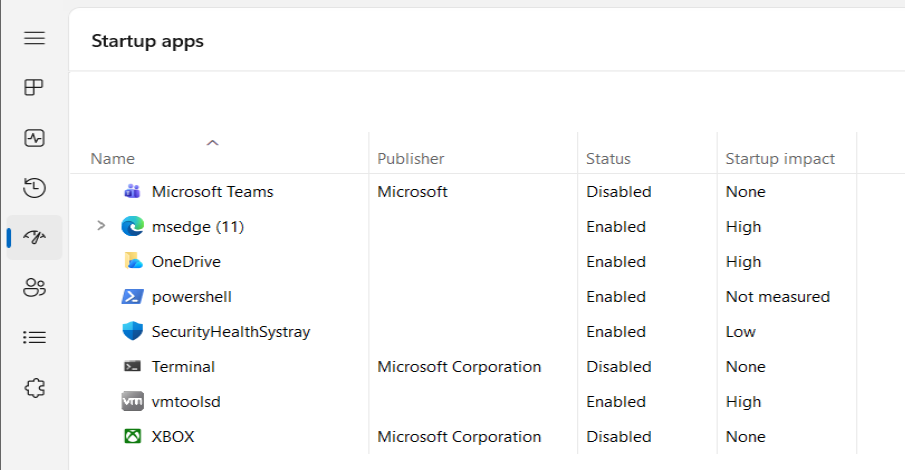 Startup apps
Name Publisher Status Startup impact
Microsoft Teams Microsoft Disabled None
msedge (11) Enabled High
OneDrive Enabled High
powershell Enabled Not measured
SecurityHealthSystray Enabled Low
Terminal Microsoft Corporation Disabled None
vm vmtoolsd Enabled High
XBOX Microsoft Corporation Disabled None